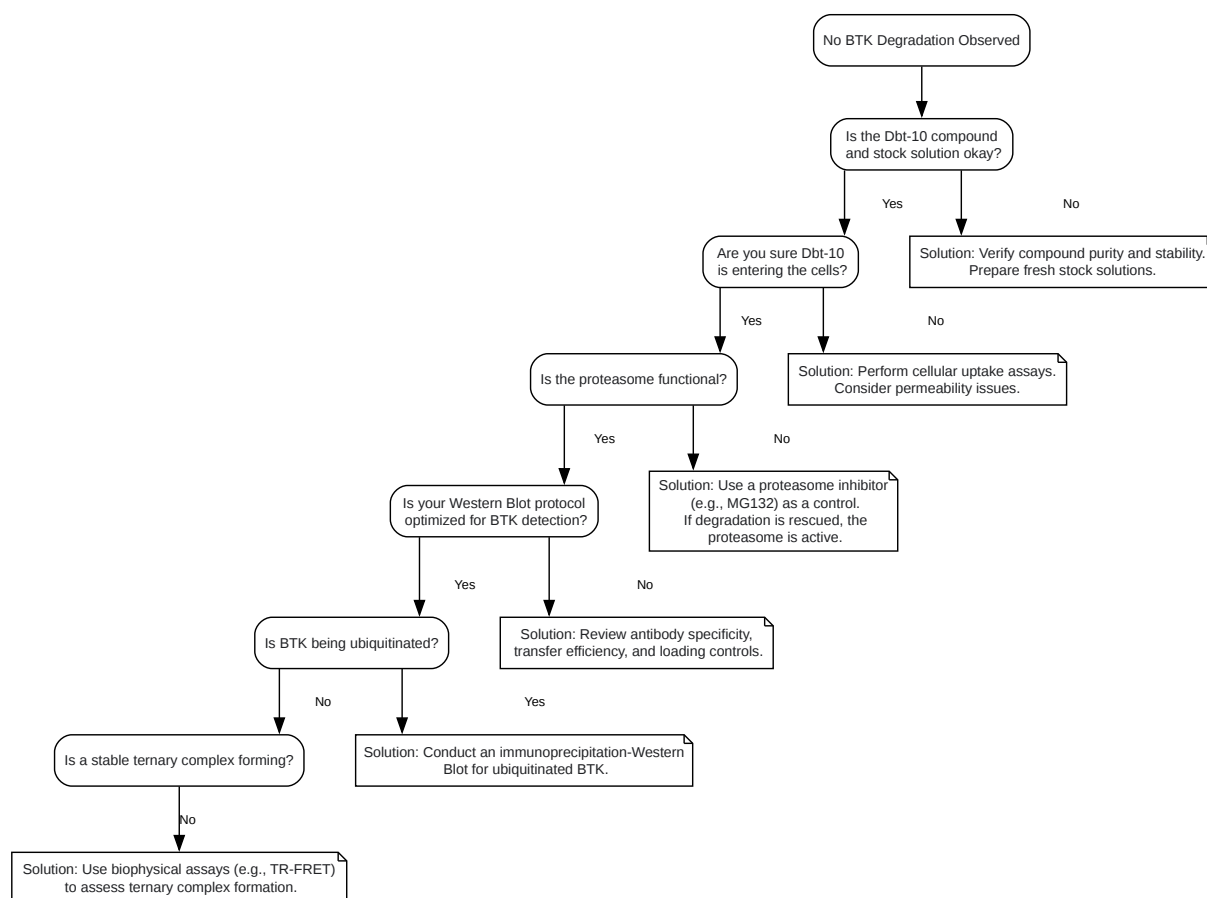 No BTK Degradation Observed
Is the Dbt-10 compound
and stock solution okay?
Yes
No
Are you sure Dbt-10
is entering the cells?
Solution: Verify compound purity and stability.
Prepare fresh stock solutions.
Yes
No
Is the proteasome functional?
Solution: Perform cellular uptake assays.
Consider permeability issues.
Yes
No
Is your Western Blot protocol
optimized for BTK detection?
Solution: Use a proteasome inhibitor
(e.g., MG132) as a control.
If degradation is rescued, the
proteasome is active.
Yes
No
Is BTK being ubiquitinated?
Solution: Review antibody specificity,
transfer efficiency, and loading controls.
No
Yes
Is a stable ternary complex forming?
Solution: Conduct an immunoprecipitation-Western
Blot for ubiquitinated BTK.
No
Solution: Use biophysical assays (e.g., TR-FRET)
to assess ternary complex formation.